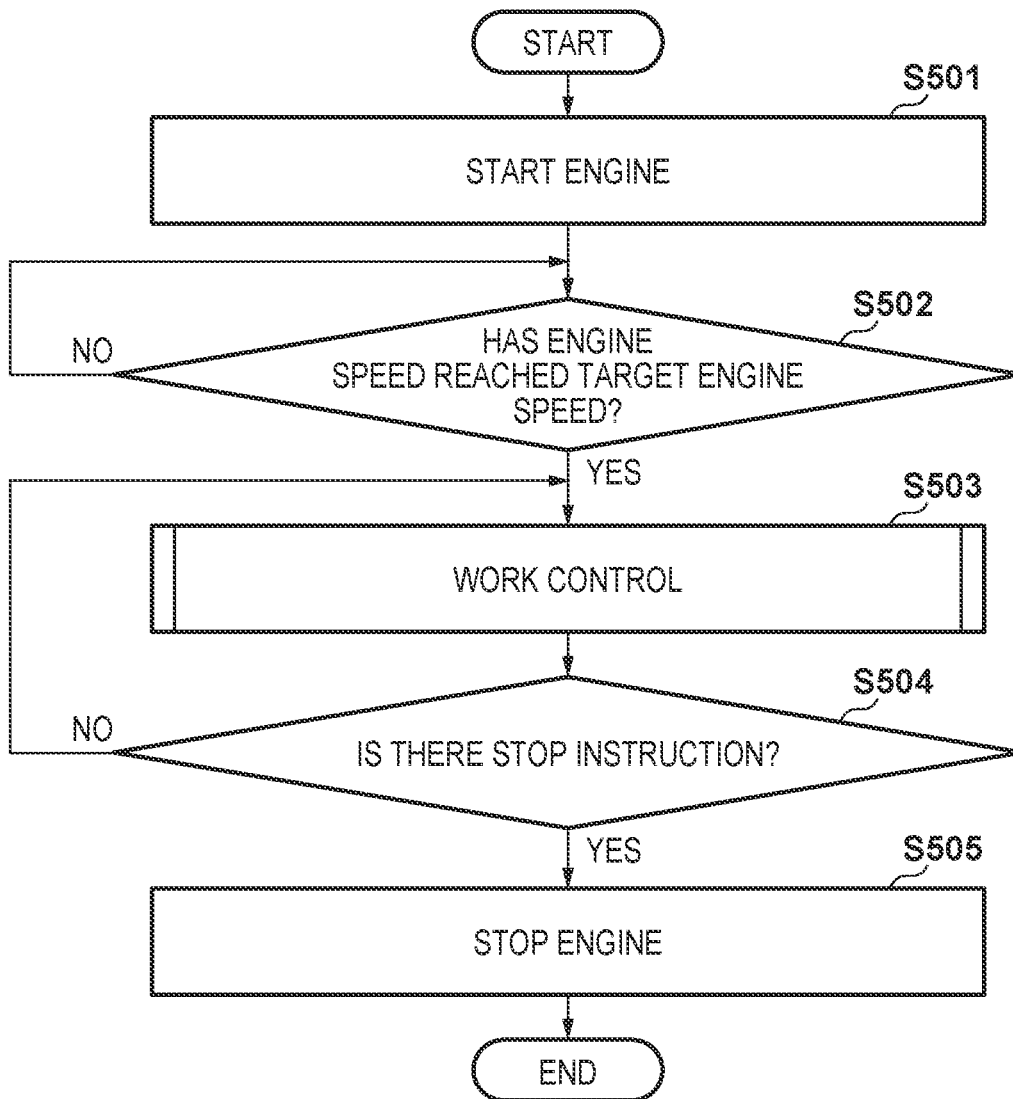 START
S501
START ENGINE
S502
HAS ENGINE
SPEED REACHED TARGET ENGINE
SPEED?
NO
YES
S503
WORK CONTROL
S504
IS THERE STOP INSTRUCTION?
NO
YES
S505
STOP ENGINE
END